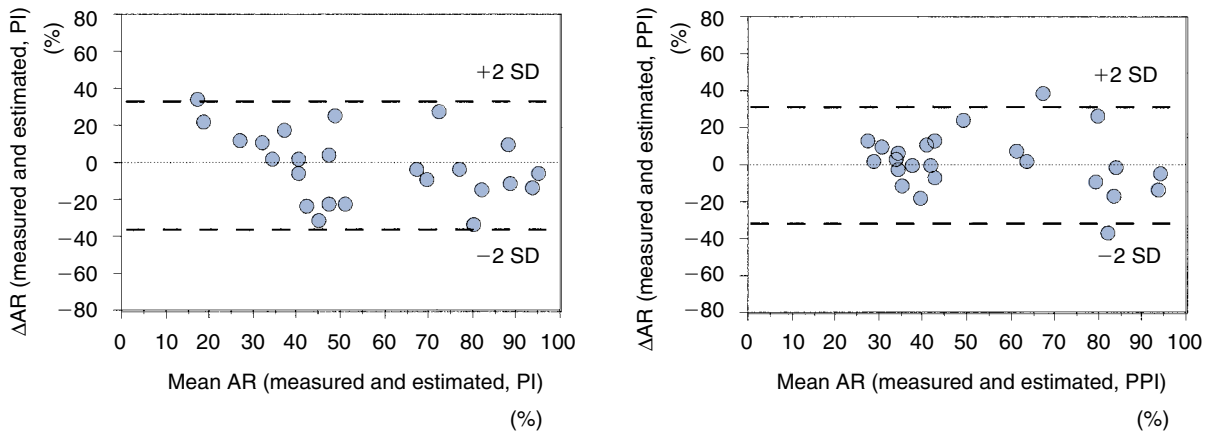 ΔAR (measured and estimated, PI)
(%)
80
60
40
20
0
−20
−40
−60
−80
+2 SD
−2 SD
0 10 20 30 40 50 60 70 80 90 100
Mean AR (measured and estimated, PI)
(%)
ΔAR (measured and estimated, PPI)
(%)
80
60
40
20
0
−20
−40
−60
−80
+2 SD
−2 SD
0 10 20 30 40 50 60 70 80 90 100
Mean AR (measured and estimated, PPI)
(%)